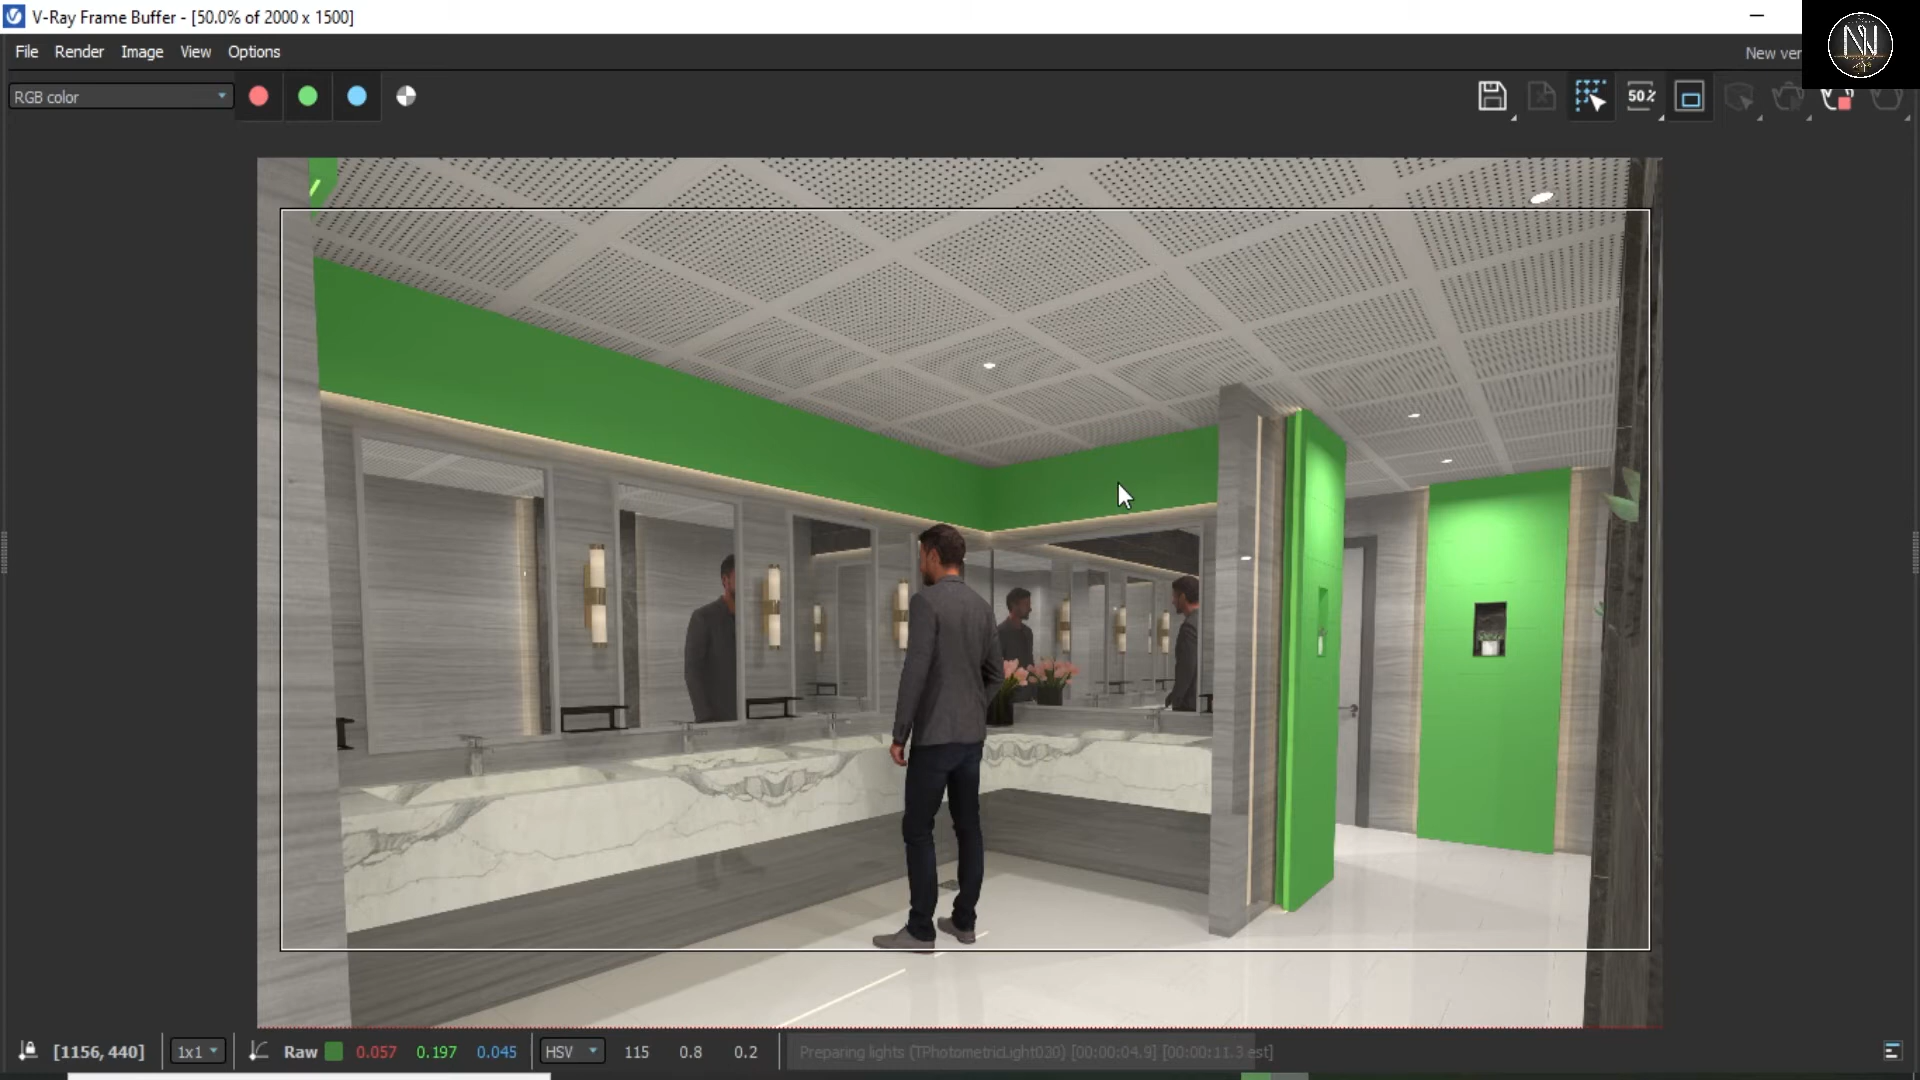 V-Ray Frame Buffer - [50.0% of 2000 x 1500]
File Render Image View Options
New ver
RGB color
50%
[1156, 440] 1x1 Raw 0.057 0.197 0.045 HSV 115 0.8 0.2 Preparing lights (TPhotometricLight030) [00:00:04.9] [00:00:11.3 est]